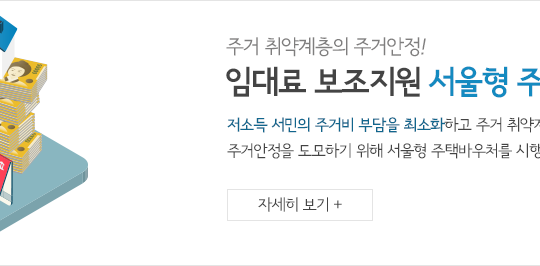 주거 취약계층의 주거안정!
임대료 보조지원 서울형 주
저소득 서민의 주거비 부담을 최소화하고 주거 취약계
주거안정을 도모하기 위해 서울형 주택바우처를 시행
자세히 보기 +